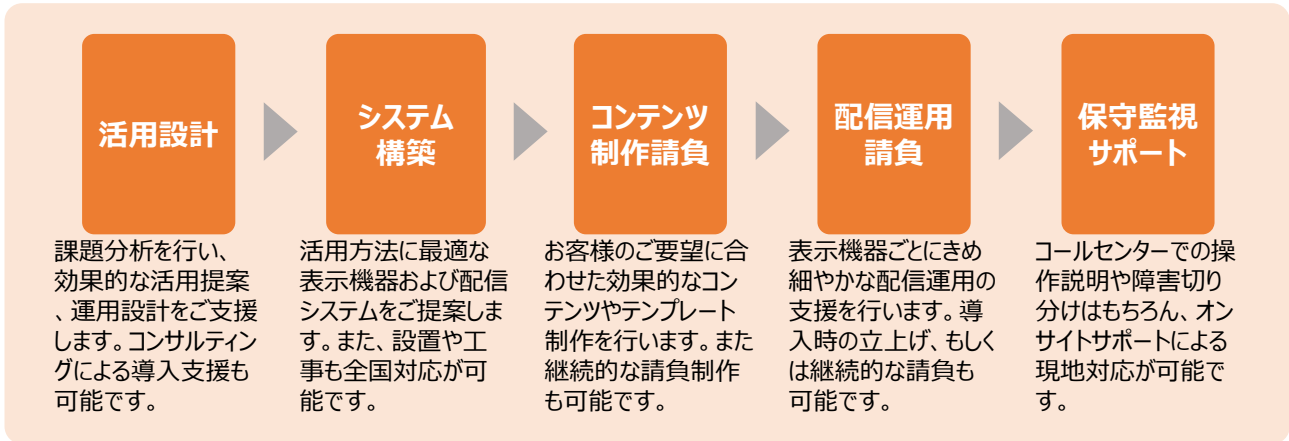 活用設計
システム
構築
コンテンツ
制作請負
配信運用
請負
保守監視
サポート
課題分析を行い、
効果的な活用提案
、運用設計をご支援
します。コンサルティン
グによる導入支援も
可能です。
活用方法に最適な
表示機器および配信
システムをご提案しま
す。また、設置や工
事も全国対応が可
能です。
お客様のご要望に合
わせた効果的なコン
テンツやテンプレート
制作を行います。また
継続的な請負制作
も可能です。
表示機器ごとにきめ
細やかな配信運用の
支援を行います。導
入時の立上げ、もしく
は継続的な請負も
可能です。
コールセンターでの操
作説明や障害切り
分けはもちろん、オン
サイトサポートによる
現地対応が可能で
す。